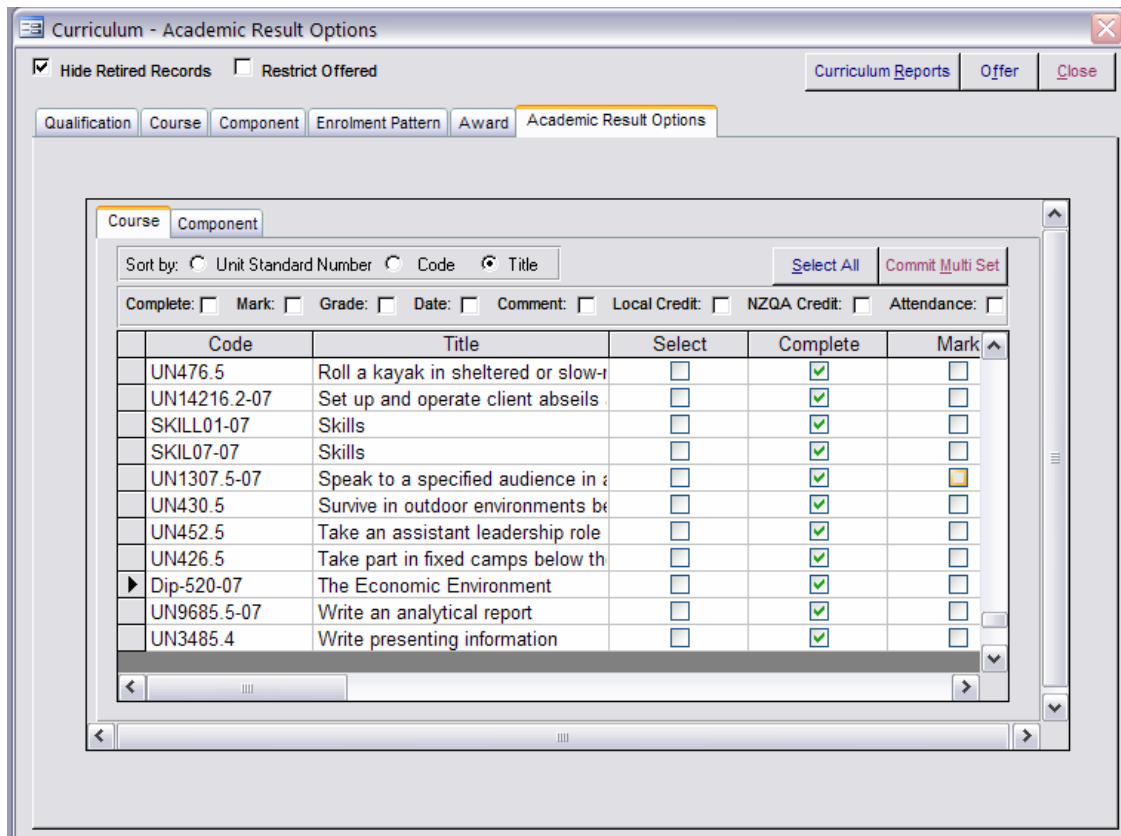 Curriculum - Academic Result Options
Hide Retired Records Restrict Offered Curriculum Reports Offer Close
Qualification Course Component Enrolment Pattern Award Academic Result Options
Course Component
Sort by: Unit Standard Number Code Title Select All Commit Multi Set
Complete: Mark: Grade: Date: Comment: Local Credit: NZQA Credit: Attendance:
Code Title Select Complete Mark
UN476.5 Roll a kayak in sheltered or slow-
UN14216.2-07 Set up and operate client abseils
SKILL01-07 Skills
SKIL07-07 Skills
UN1307.5-07 Speak to a specified audience in
UN430.5 Survive in outdoor environments be
UN452.5 Take an assistant leadership role
UN426.5 Take part in fixed camps below th
Dip-520-07 The Economic Environment
UN9685.5-07 Write an analytical report
UN3485.4 Write presenting information